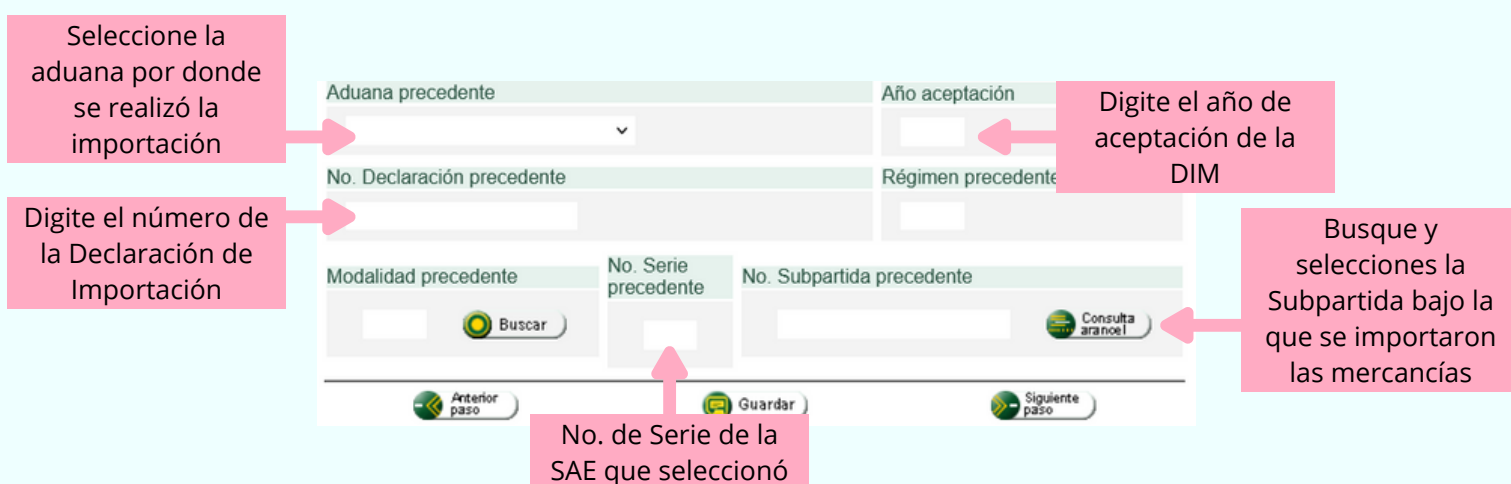 Seleccione la
aduana por donde
se realizó la
importación
Aduana precedente
Año aceptación
Digite el año de
aceptación de la
DIM
No. Declaración precedente
Régimen precedente
Digite el número de
la Declaración de
Importación
Busque y
selecciones la
Subpartida bajo la
que se importaron
las mercancías
Modalidad precedente
No. Serie
precedente
No. Subpartida precedente
Buscar
Consulta
arancel
Anterior
paso
Guardar
Siguiente
paso
No. de Serie de la
SAE que seleccionó